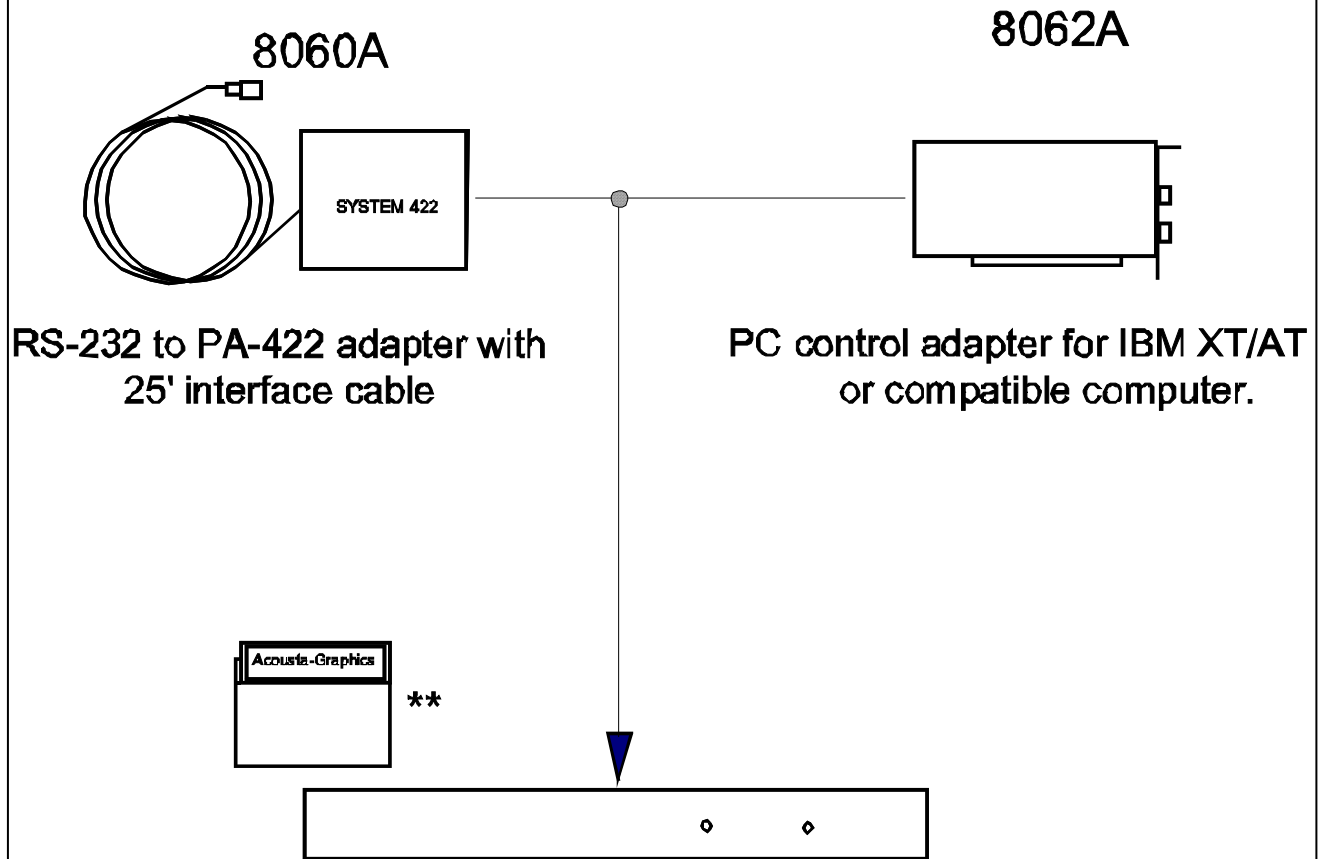 8060A
8062A
SYSTEM 422
RS-232 to PA-422 adapter with
25' interface cable
PC control adapter for IBM XT/AT
or compatible computer.
Acousta-Graphics
**